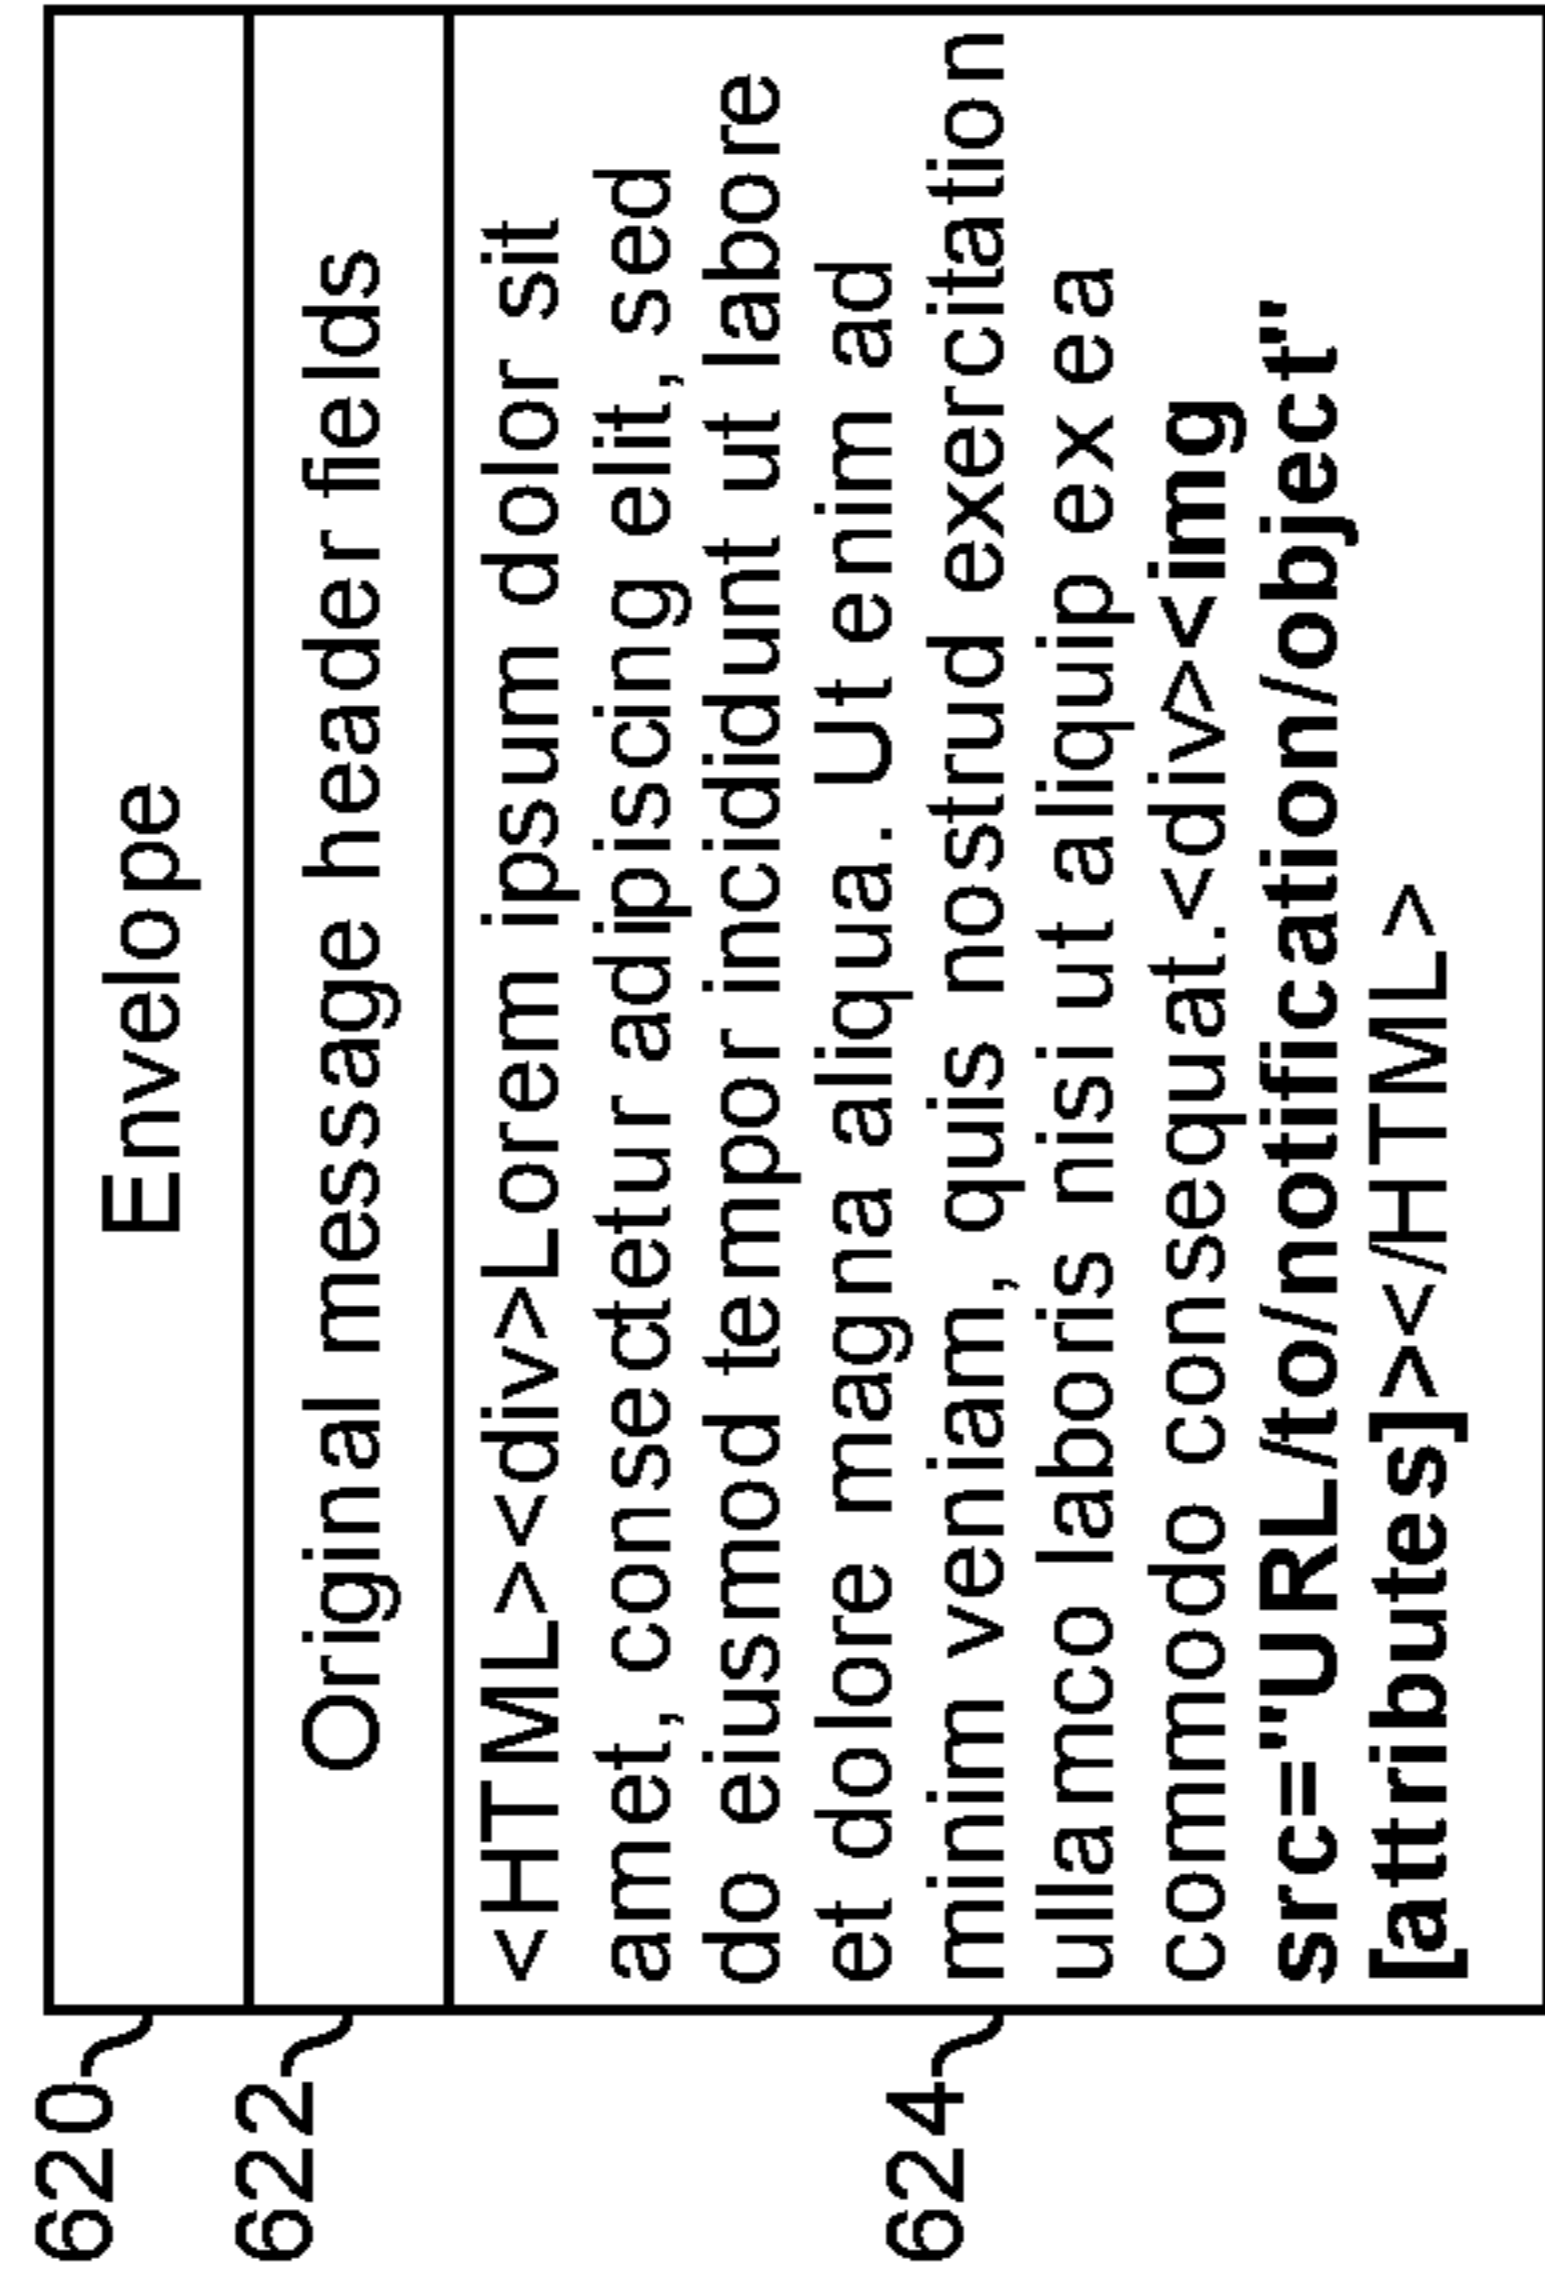 620
Envelope
622
Original message header fields
624
<HTML><div>Lorem ipsum dolor sit
amet, consectetur adipiscing elit, sed
do eiusmod tempor incididunt ut labore
et dolore magna aliqua. Ut enim ad
minim veniam, quis nostrud exercitation
ullamco laboris nisi ut aliquip ex ea
commodo consequat.<div><img
src="URL/to/notification/object"
[attributes]></HTML>